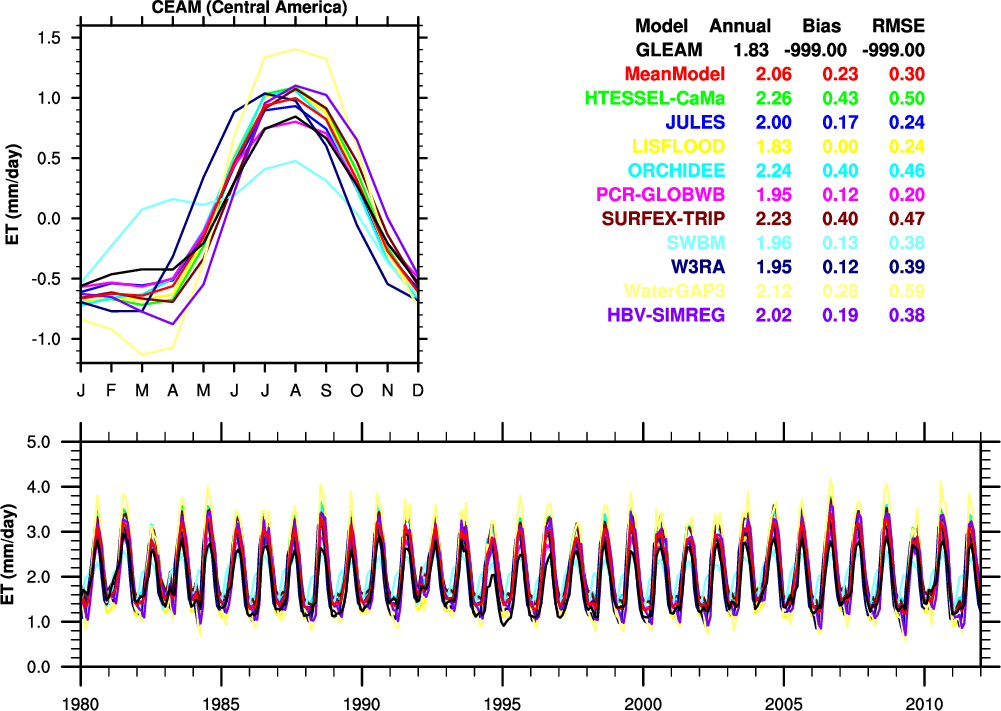 CEAM (Central America)
Model Annual Bias RMSE
GLEAM 1.83 -999.00 -999.00
MeanModel 2.06 0.23 0.30
HTESSEL-CaMa 2.26 0.43 0.50
JULES 2.00 0.17 0.24
LISFLOOD 1.83 0.00 0.24
ORCHIDEE 2.24 0.40 0.46
PCR-GLOBWB 1.95 0.12 0.20
SURFEX-TRIP 2.23 0.40 0.47
SWBM 1.96 0.13 0.38
W3RA 1.95 0.12 0.39
WaterGAP3 2.12 0.28 0.59
HBV-SIMREG 2.02 0.19 0.38
ET (mm/day)
1.5
1.0
0.5
0.0
-0.5
-1.0
J F M A M J J A S O N D
ET (mm/day)
5.0
4.0
3.0
2.0
1.0
0.0
1980 1985 1990 1995 2000 2005 2010